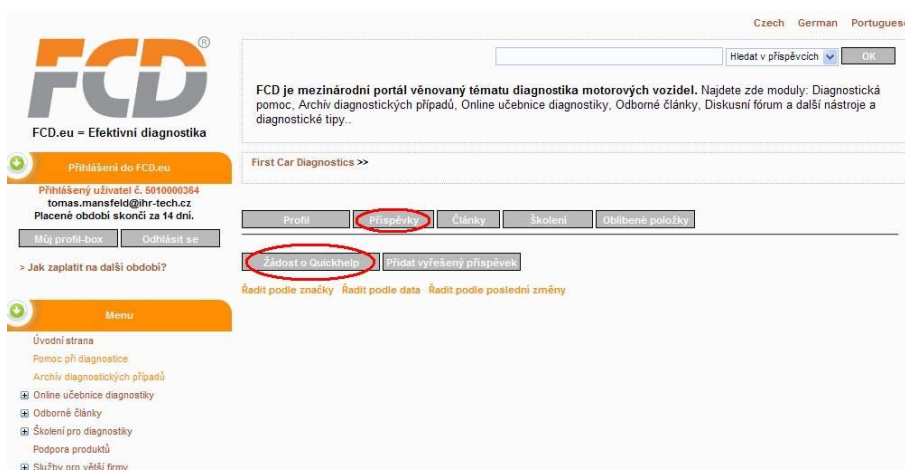 Czech German Portuguese
FCD®
FCD.eu = Efektivní diagnostika
Hledat v příspěvcích OK
FCD je mezinárodní portál věnovaný tématu diagnostika motorových vozidel. Najdete zde moduly: Diagnostická
pomoc, Archív diagnostických případů, Online učebnice diagnostiky, Odborné články, Diskusní fórum a další nástroje a
diagnostické tipy..
First Car Diagnostics >>
Přihlášení do FCD.eu
Přihlášený uživatel č. 5010000364
tomas.mansfeld@ihr-tech.cz
Placené období skončí za 14 dní.
Můj profil-box Odhlásit se
> Jak zaplatit na další období?
Profil Příspěvky Články Školení Oblíbené položky
Žádost o Quickhelp Přidat vyřešený příspěvek
Řadit podle značky Řadit podle data Řadit podle poslední změny
Menu
Úvodní strana
Pomoc při diagnostice
Archív diagnostických případů
Online učebnice diagnostiky
Odborné články
Školení pro diagnostiky
Podpora produktů
Služby pro větší firmy